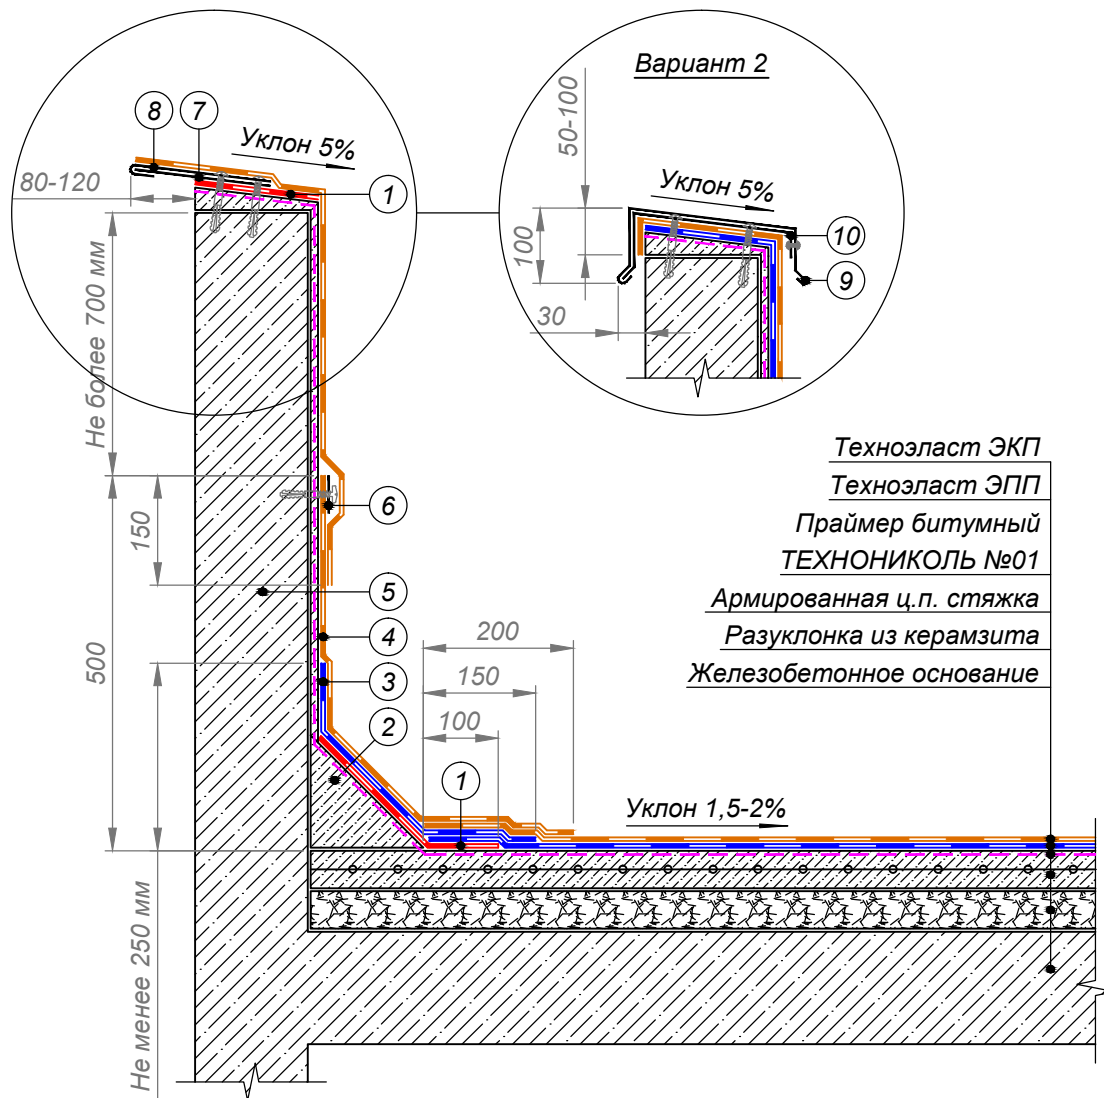 Вариант 2
8
7
Уклон 5%
80-120
1
50-100
Уклон 5%
100
10
9
30
Не более 700 мм
6
150
5
4
500
3
2
200
150
100
1
Не менее 250 мм
Техноэласт ЭКП
Техноэласт ЭПП
Праймер битумный
ТЕХНОНИКОЛЬ №01
Армированная ц.п. стяжка
Разуклонка из керамзита
Железобетонное основание
Уклон 1,5-2%